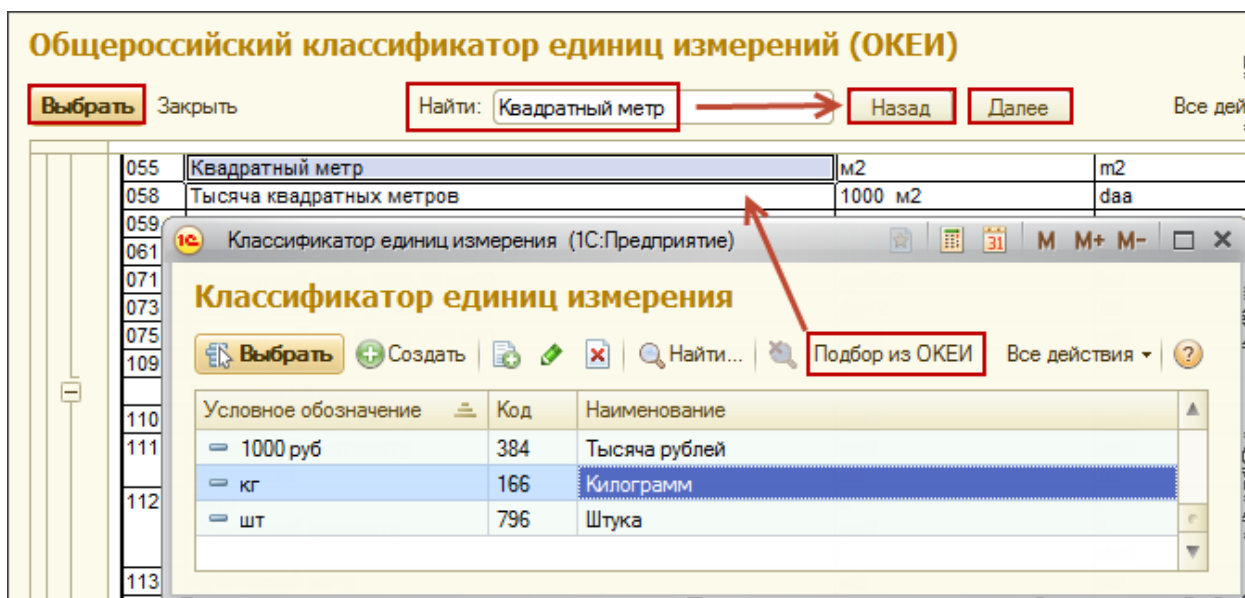 Общероссийский классификатор единиц измерений (ОКЕИ)
Выбрать Закрыть Найти: Квадратный метр Назад Далее Все дей
055 Квадратный метр м2 m2
058 Тысяча квадратных метров 1000 м2 daa
059
061
071
073
075
109
110
111
112
113
Классификатор единиц измерения (1С:Предприятие) 31 M M+ M-
Классификатор единиц измерения
Выбрать Создать Найти... Подбор из ОКЕИ Все действия ?
Условное обозначение Код Наименование
1000 руб 384 Тысяча рублей
кг 166 Килограмм
шт 796 Штука